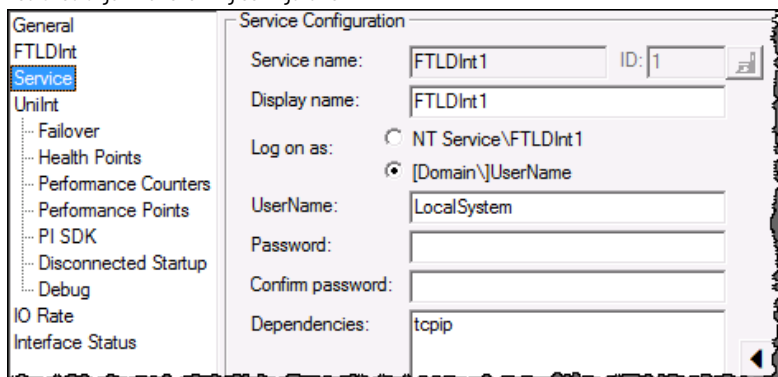 General
FTLDInt
Service
UniInt
Failover
Health Points
Performance Counters
Performance Points
PI SDK
Disconnected Startup
Debug
IO Rate
Interface Status
Service Configuration
Service name: FTLDInt1 ID: 1
Display name: FTLDInt1
Log on as: NT Service\FTLDInt1
[Domain\]UserName
UserName: LocalSystem
Password:
Confirm password:
Dependencies: tcpip